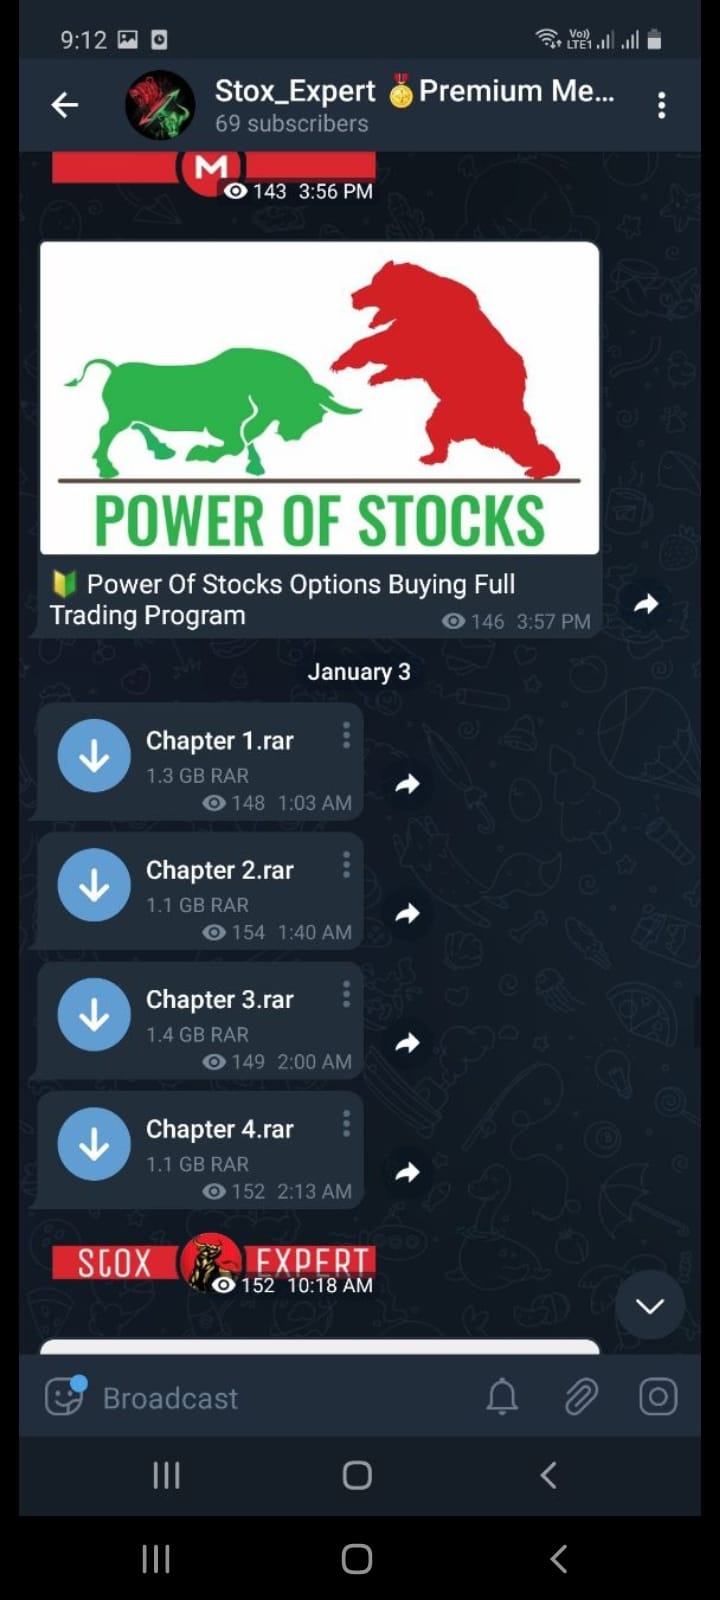 9:12
Vo))
LTE1
Stox_Expert 🏅Premium Me...
69 subscribers
M
143 3:56 PM
POWER OF STOCKS
🔰 Power Of Stocks Options Buying Full
Trading Program
146 3:57 PM
January 3
Chapter 1.rar
1.3 GB RAR
148 1:03 AM
Chapter 2.rar
1.1 GB RAR
154 1:40 AM
Chapter 3.rar
1.4 GB RAR
149 2:00 AM
Chapter 4.rar
1.1 GB RAR
152 2:13 AM
STOX EXPERT
152 10:18 AM
Broadcast